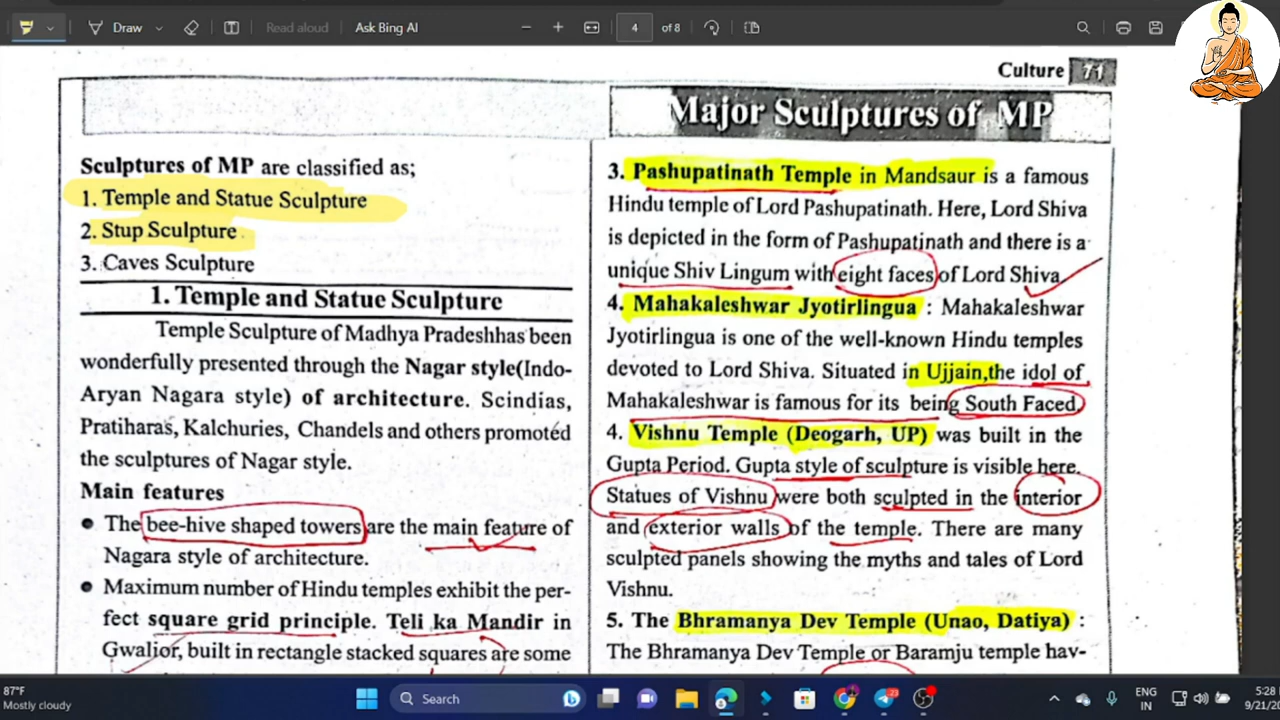 Draw
Read aloud
Ask Bing AI
4
of 8
Culture 71
Major Sculptures of MP
Sculptures of MP are classified as;
1. Temple and Statue Sculpture
2. Stup Sculpture
3. Caves Sculpture
1. Temple and Statue Sculpture
Temple Sculpture of Madhya Pradeshhas been
wonderfully presented through the Nagar style(Indo-
Aryan Nagara style) of architecture. Scindias,
Pratiharas, Kalchuries, Chandels and others promoted
the sculptures of Nagar style.
Main features
● The bee-hive shaped towers are the main feature of
Nagara style of architecture.
● Maximum number of Hindu temples exhibit the per-
fect square grid principle. Teli ka Mandir in
Gwalior, built in rectangle stacked squares are some
3. Pashupatinath Temple in Mandsaur is a famous
Hindu temple of Lord Pashupatinath. Here, Lord Shiva
is depicted in the form of Pashupatinath and there is a
unique Shiv Lingum with eight faces of Lord Shiva
4. Mahakaleshwar Jyotirlingua : Mahakaleshwar
Jyotirlingua is one of the well-known Hindu temples
devoted to Lord Shiva. Situated in Ujjain,the idol of
Mahakaleshwar is famous for its being South Faced.
4. Vishnu Temple (Deogarh, UP) was built in the
Gupta Period. Gupta style of sculpture is visible here.
Statues of Vishnu were both sculpted in the interior
and exterior walls of the temple. There are many
sculpted panels showing the myths and tales of Lord
Vishnu.
5. The Bhramanya Dev Temple (Unao, Datiya) :
The Bhramanya Dev Temple or Baramju temple hav-
87°F
Mostly cloudy
Search
23
ENG
IN
5:28
9/21/20